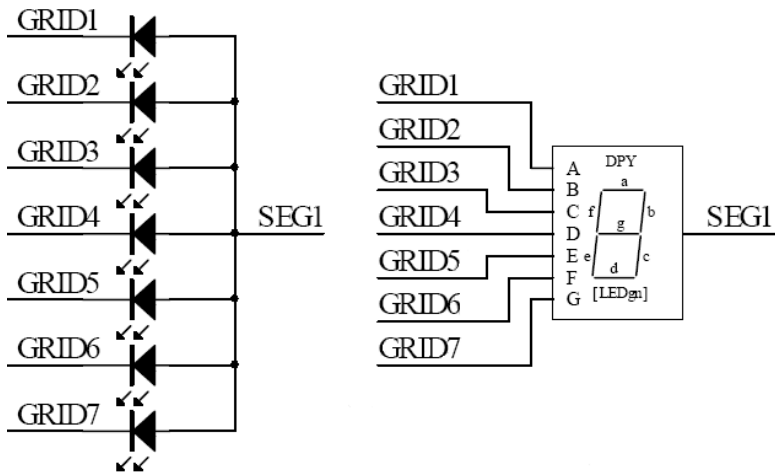 GRID1
GRID2
GRID3
GRID4
GRID5
GRID6
GRID7
SEG1
GRID1
GRID2
GRID3
GRID4
GRID5
GRID6
GRID7
A
B
C
D
E
F
G
DPY
a
f b
g
e c
d
[LEDgn]
SEG1